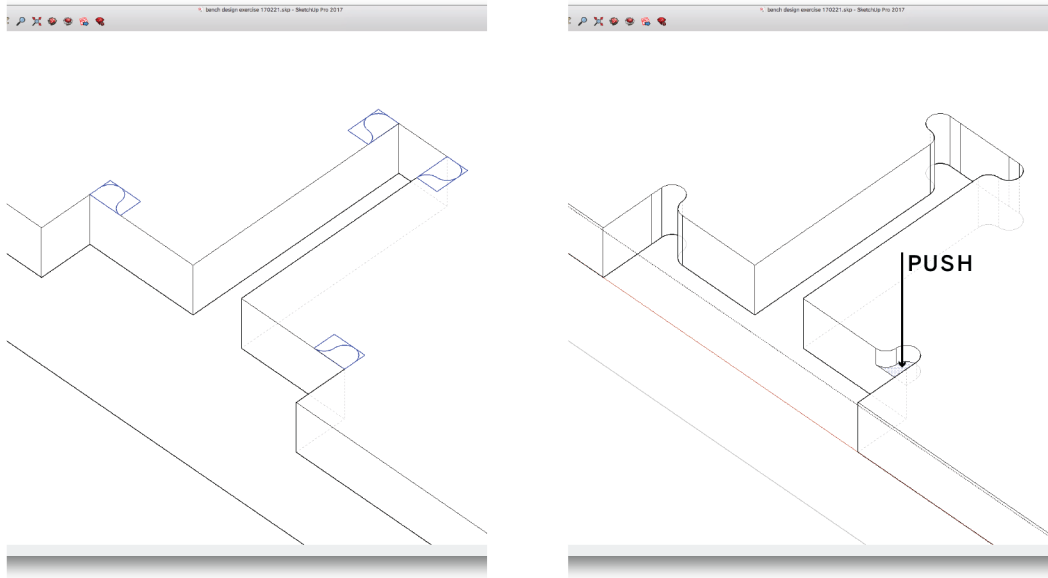 bench design exercise 170221.skp - SketchUp Pro 2017
bench design exercise 170221.skp - SketchUp Pro 2017
PUSH